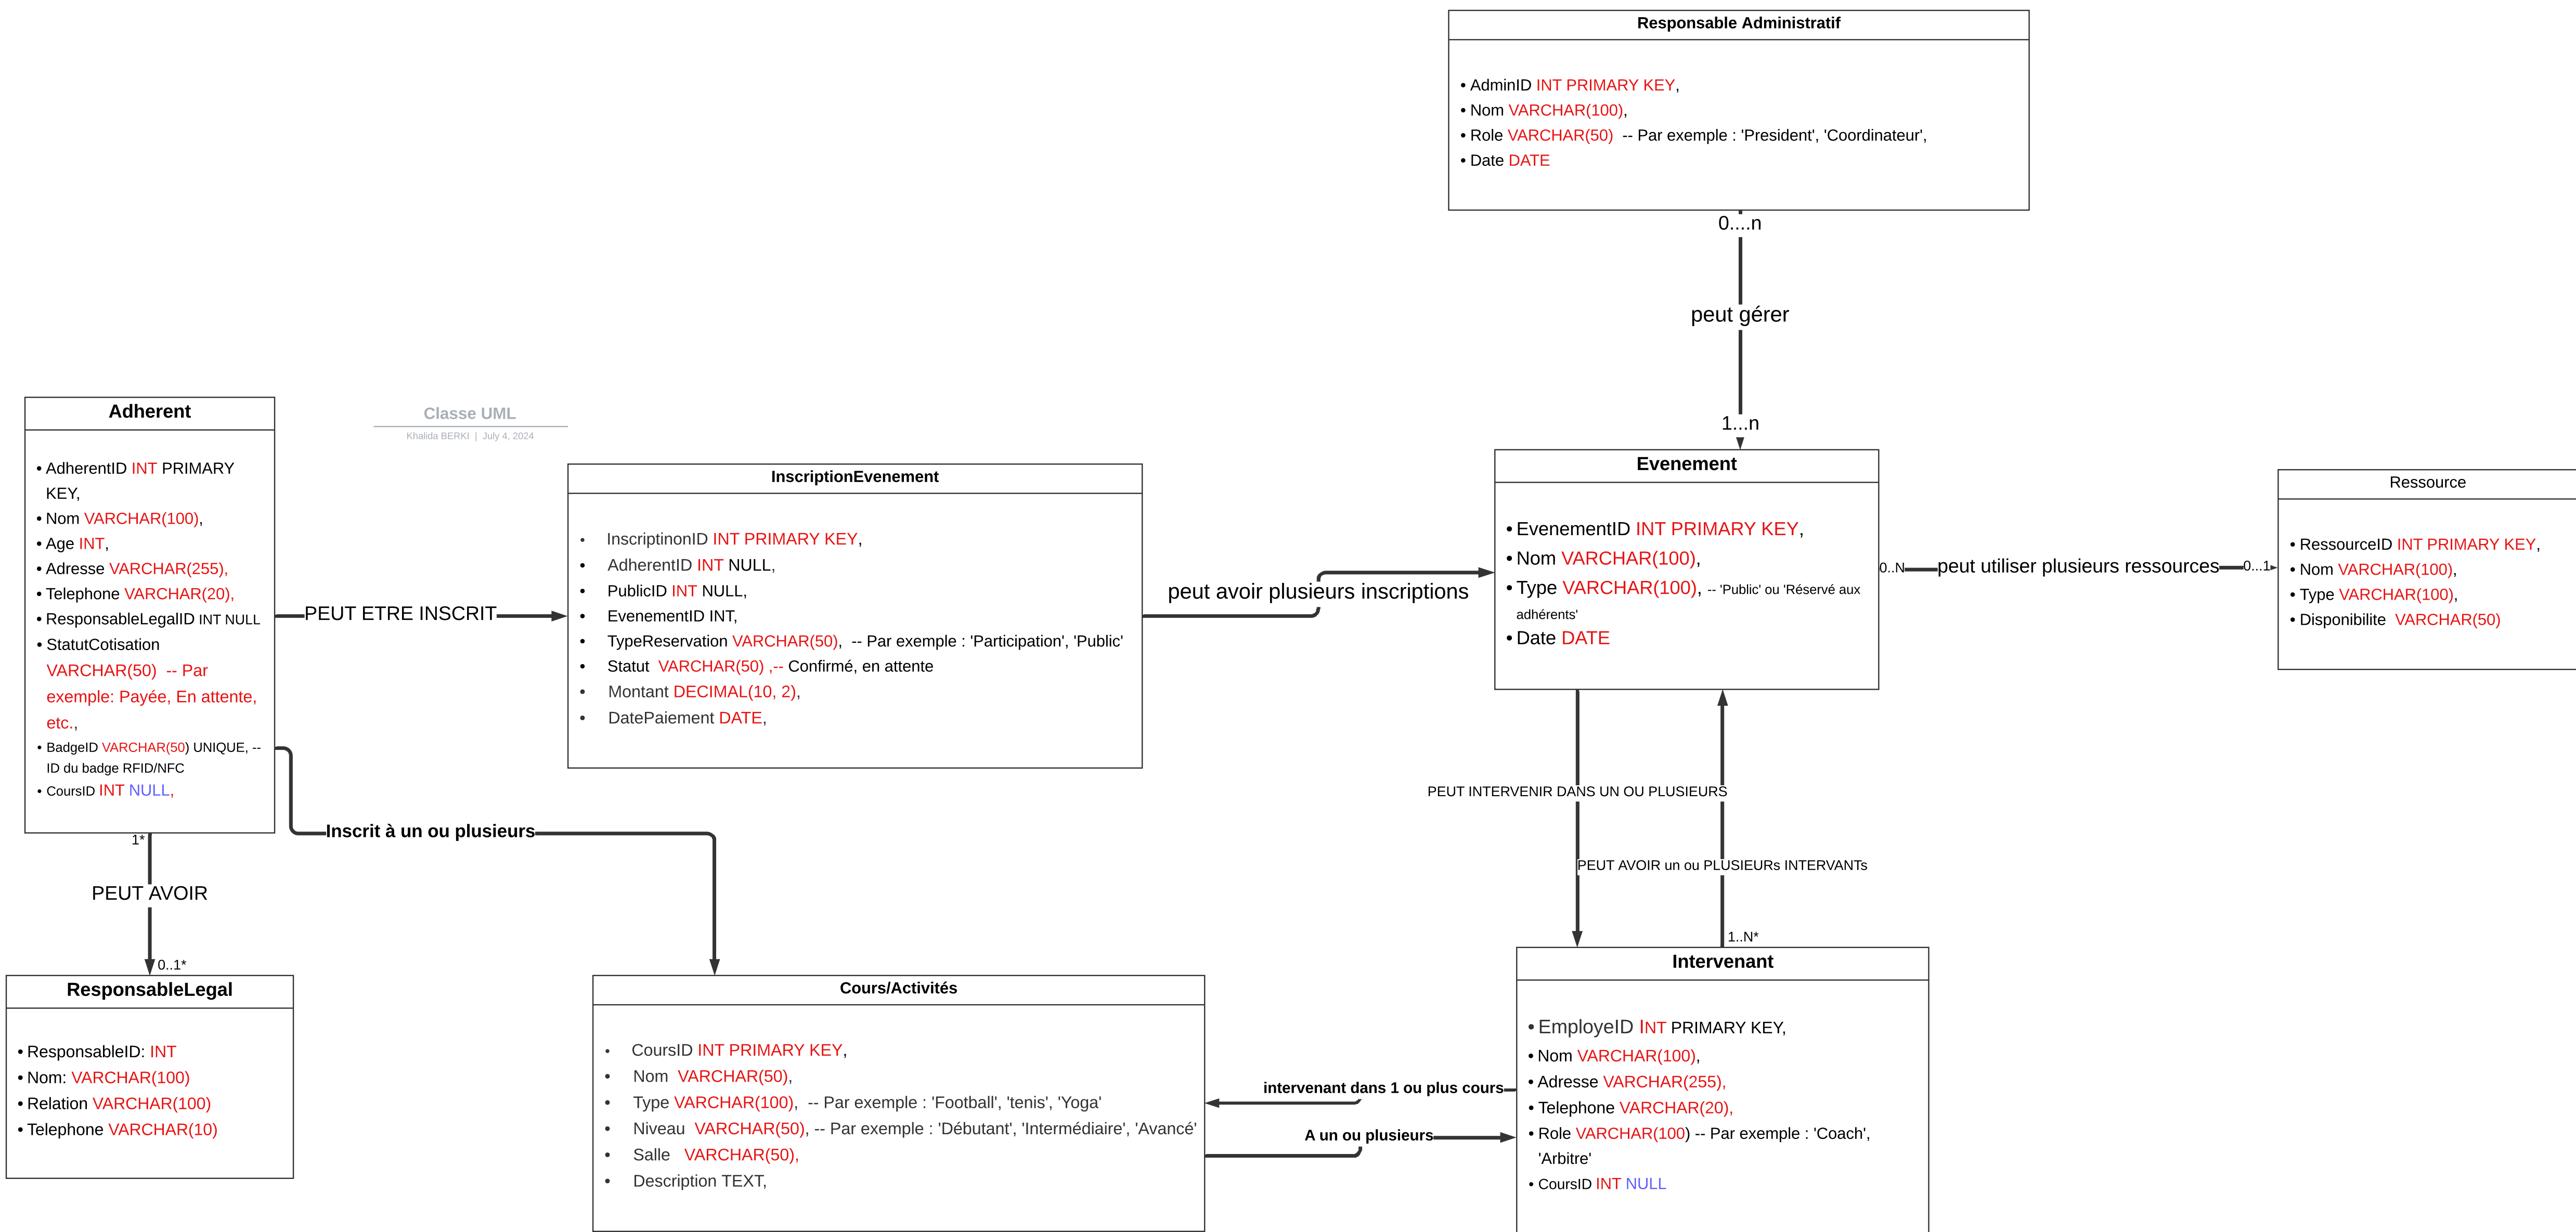 Responsable Administratif
• AdminID INT PRIMARY KEY,
• Nom VARCHAR(100),
• Role VARCHAR(50)  -- Par exemple : 'President', 'Coordinateur',
• Date DATE
0....n
peut gérer
1...n
Adherent
• AdherentID INT PRIMARY
KEY,
• Nom VARCHAR(100),
• Age INT,
• Adresse VARCHAR(255),
• Telephone VARCHAR(20),
• ResponsableLegalID INT NULL
• StatutCotisation
VARCHAR(50)  -- Par
exemple: Payée, En attente,
etc.,
• BadgeID VARCHAR(50) UNIQUE, --
ID du badge RFID/NFC
• CoursID INT NULL,
Classe UML
Khalida BERKI | July 4, 2024
PEUT ETRE INSCRIT
InscriptionEvenement
• InscriptinonID INT PRIMARY KEY,
• AdherentID INT NULL,
• PublicID INT NULL,
• EvenementID INT,
• TypeReservation VARCHAR(50),  -- Par exemple : 'Participation', 'Public'
• Statut  VARCHAR(50) ,-- Confirmé, en attente
• Montant DECIMAL(10, 2),
• DatePaiement DATE,
peut avoir plusieurs inscriptions
Evenement
• EvenementID INT PRIMARY KEY,
• Nom VARCHAR(100),
• Type VARCHAR(100), -- 'Public' ou 'Réservé aux
adhérents'
• Date DATE
0..N
peut utiliser plusieurs ressources
0...1
Ressource
• RessourceID INT PRIMARY KEY,
• Nom VARCHAR(100),
• Type VARCHAR(100),
• Disponibilite  VARCHAR(50)
PEUT INTERVENIR DANS UN OU PLUSIEURS
PEUT AVOIR un ou PLUSIEURs INTERVANTs
1..N*
Inscrit à un ou plusieurs
1*
PEUT AVOIR
0..1*
ResponsableLegal
• ResponsableID: INT
• Nom: VARCHAR(100)
• Relation VARCHAR(100)
• Telephone VARCHAR(10)
Cours/Activités
• CoursID INT PRIMARY KEY,
• Nom  VARCHAR(50),
• Type VARCHAR(100),  -- Par exemple : 'Football', 'tenis', 'Yoga'
• Niveau  VARCHAR(50), -- Par exemple : 'Débutant', 'Intermédiaire', 'Avancé'
• Salle   VARCHAR(50),
• Description TEXT,
intervenant dans 1 ou plus cours
A un ou plusieurs
Intervenant
• EmployeID INT PRIMARY KEY,
• Nom VARCHAR(100),
• Adresse VARCHAR(255),
• Telephone VARCHAR(20),
• Role VARCHAR(100) -- Par exemple : 'Coach',
'Arbitre'
• CoursID INT NULL